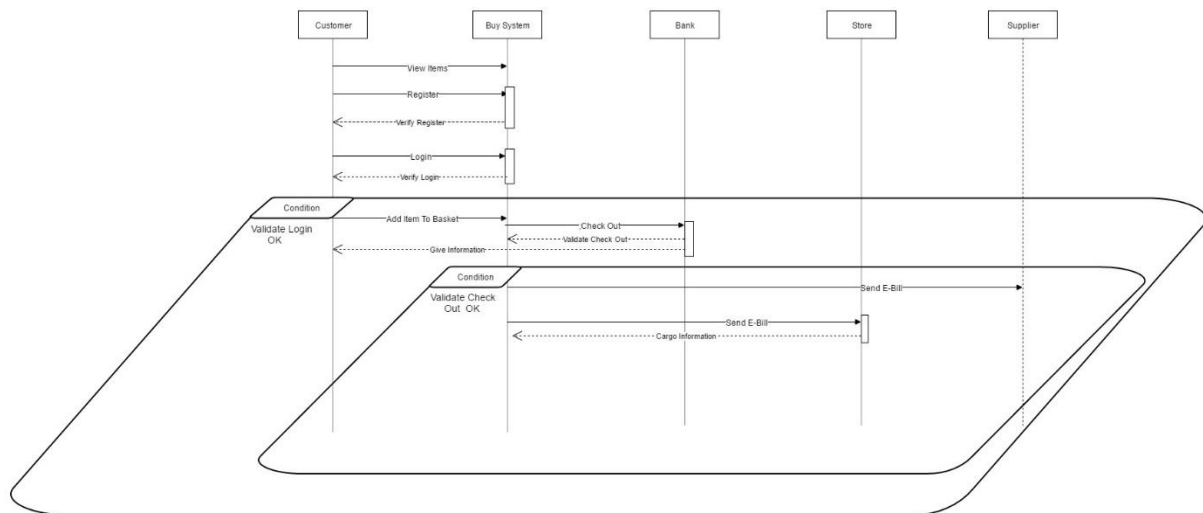 Customer
Buy System
Bank
Store
Supplier
View Items
Register
Verify Register
Login
Verify Login
Condition
Validate Login
OK
Add Item To Basket
Check Out
Validate Check Out
Give Information
Condition
Validate Check
Out OK
Send E-Bill
Send E-Bill
Cargo Information